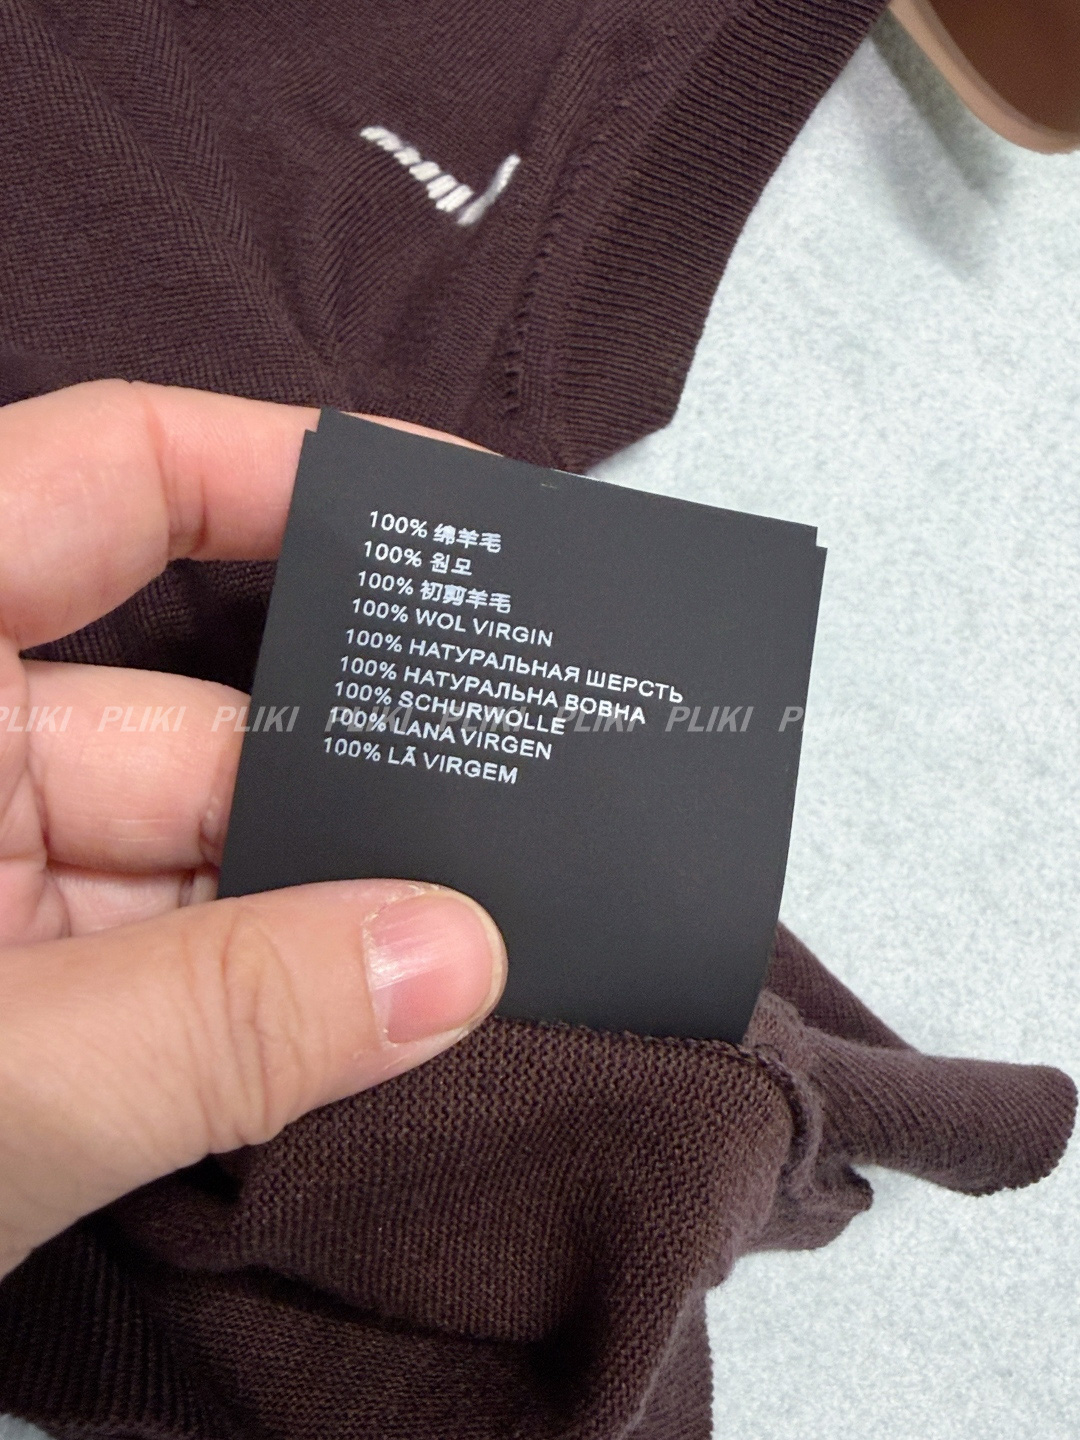 100% 绵羊毛
100% 원모
100% 初剪羊毛
100% WOL VIRGIN
100% НАТУРАЛЬНАЯ ШЕРСТЬ
100% НАТУРАЛЬНА ВОВНА
100% SCHURWOLLE
100% LANA VIRGEN
100% LÃ VIRGEM
PLIKI PLIKI PLIKI PLIKI PLIKI PLIKI PLIKI P